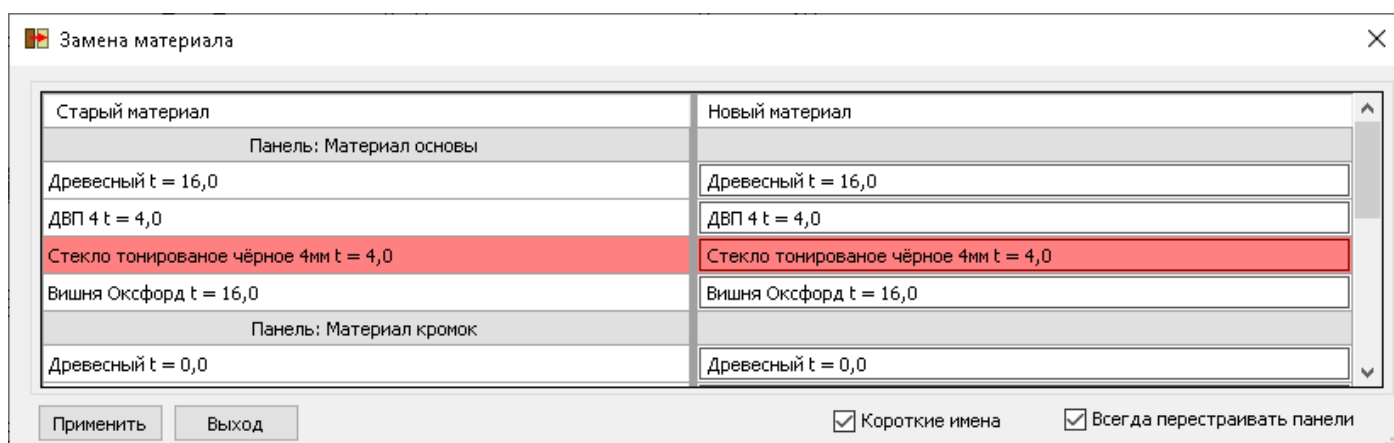 Замена материала
Старый материал Новый материал
Панель: Материал основы
Древесный t = 16,0 Древесный t = 16,0
ДВП 4 t = 4,0 ДВП 4 t = 4,0
Стекло тонированое чёрное 4мм t = 4,0 Стекло тонированое чёрное 4мм t = 4,0
Вишня Оксфорд t = 16,0 Вишня Оксфорд t = 16,0
Панель: Материал кромок
Древесный t = 0,0 Древесный t = 0,0
Применить Выход Короткие имена Всегда перестраивать панели